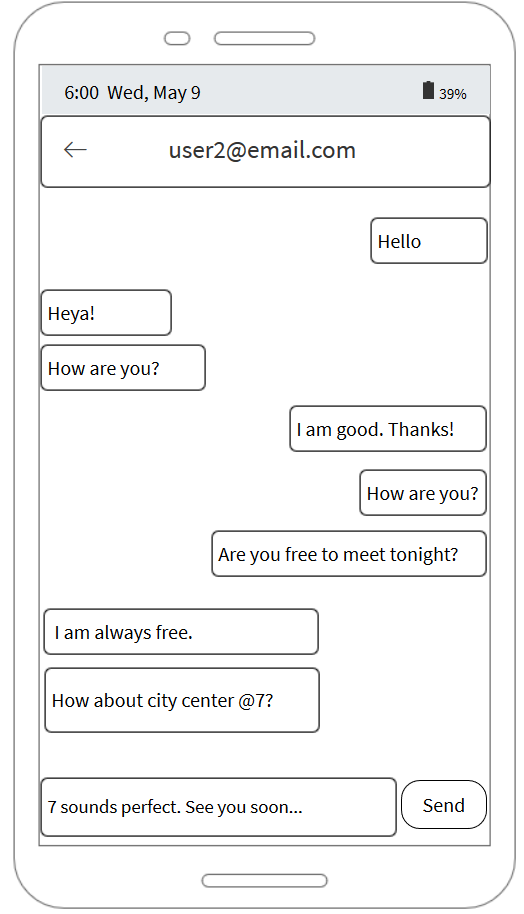 6:00 Wed, May 9 39%
user2@email.com
Hello
Heya!
How are you?
I am good. Thanks!
How are you?
Are you free to meet tonight?
I am always free.
How about city center @7?
7 sounds perfect. See you soon... Send